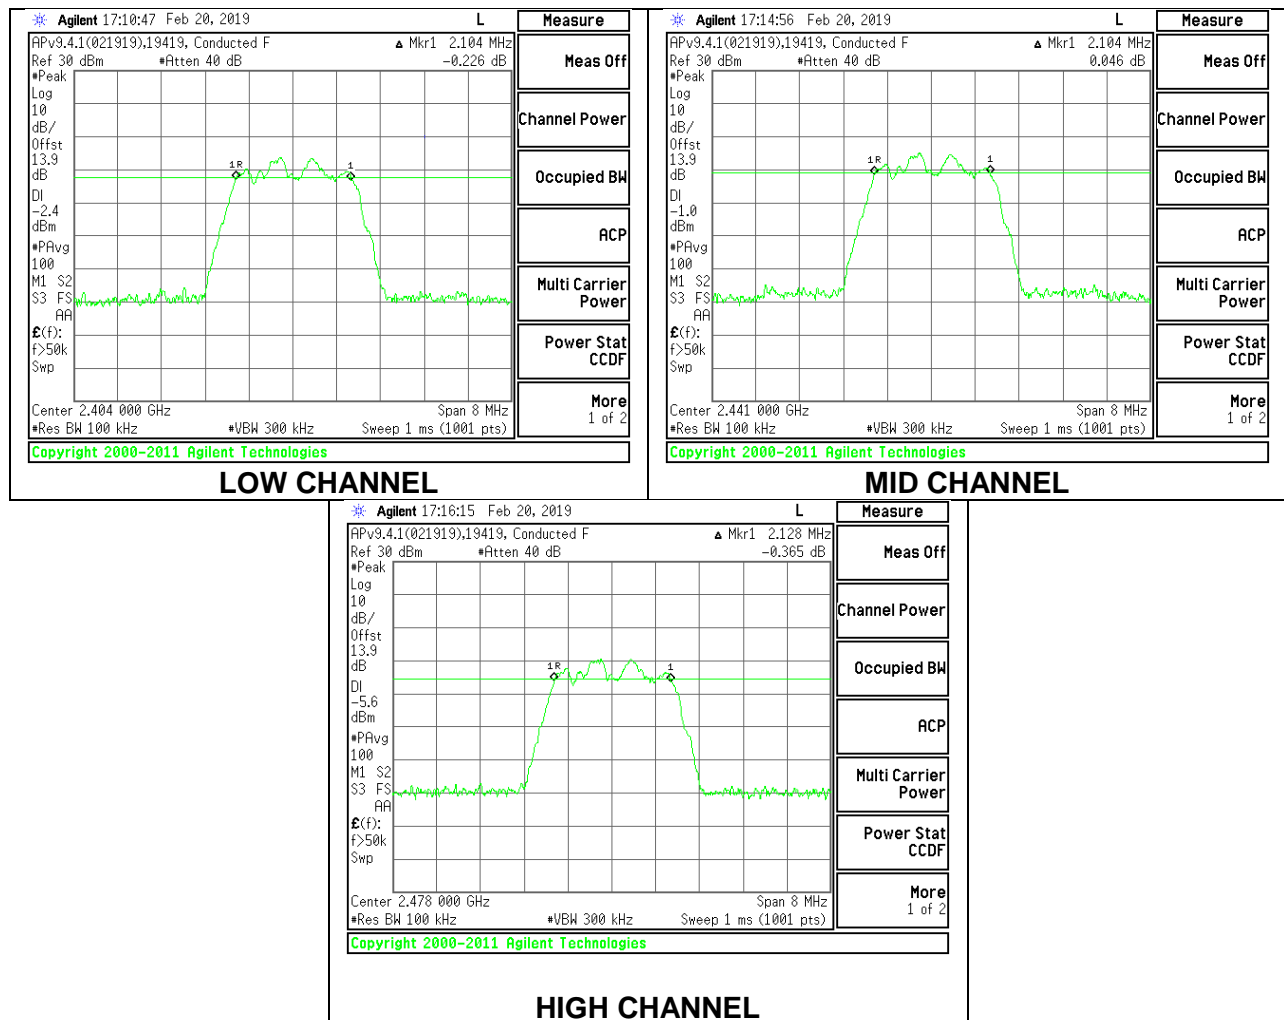 Agilent 17:10:47 Feb 20, 2019 L Measure
APv9.4.1(021919),19419, Conducted F ▵ Mkr1 2.104 MHz
Ref 30 dBm #Atten 40 dB -0.226 dB
#Peak
Log
10
dB/
Offst
13.9
dB
DI
-2.4
dBm
#PAvg
100
M1 S2
S3 FS
AA
£(f):
f>50k
Swp
1R 1
Center 2.404 000 GHz Span 8 MHz
#Res BW 100 kHz #VBW 300 kHz Sweep 1 ms (1001 pts)
Copyright 2000-2011 Agilent Technologies
Meas Off
Channel Power
Occupied BW
ACP
Multi Carrier
Power
Power Stat
CCDF
More
1 of 2
LOW CHANNEL
Agilent 17:14:56 Feb 20, 2019 L Measure
APv9.4.1(021919),19419, Conducted F ▵ Mkr1 2.104 MHz
Ref 30 dBm #Atten 40 dB 0.046 dB
#Peak
Log
10
dB/
Offst
13.9
dB
DI
-1.0
dBm
#PAvg
100
M1 S2
S3 FS
AA
£(f):
f>50k
Swp
1R 1
Center 2.441 000 GHz Span 8 MHz
#Res BW 100 kHz #VBW 300 kHz Sweep 1 ms (1001 pts)
Copyright 2000-2011 Agilent Technologies
Meas Off
Channel Power
Occupied BW
ACP
Multi Carrier
Power
Power Stat
CCDF
More
1 of 2
MID CHANNEL
Agilent 17:16:15 Feb 20, 2019 L Measure
APv9.4.1(021919),19419, Conducted F ▵ Mkr1 2.128 MHz
Ref 30 dBm #Atten 40 dB -0.365 dB
#Peak
Log
10
dB/
Offst
13.9
dB
DI
-5.6
dBm
#PAvg
100
M1 S2
S3 FS
AA
£(f):
f>50k
Swp
1R 1
Center 2.478 000 GHz Span 8 MHz
#Res BW 100 kHz #VBW 300 kHz Sweep 1 ms (1001 pts)
Copyright 2000-2011 Agilent Technologies
Meas Off
Channel Power
Occupied BW
ACP
Multi Carrier
Power
Power Stat
CCDF
More
1 of 2
HIGH CHANNEL